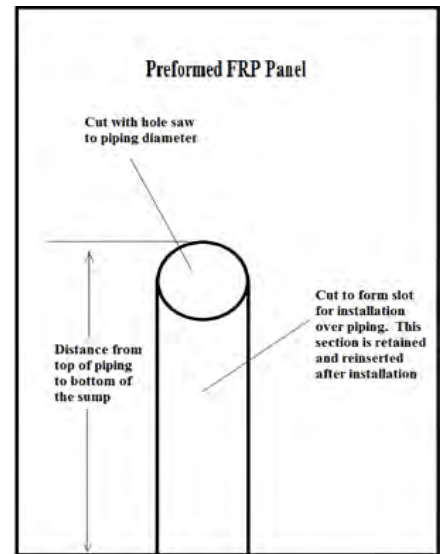 Preformed FRP Panel
Cut with hole saw
to piping diameter
Cut to form slot
for installation
over piping. This
section is retained
and reinserted
after installation
Distance from
top of piping
to bottom of
the sump